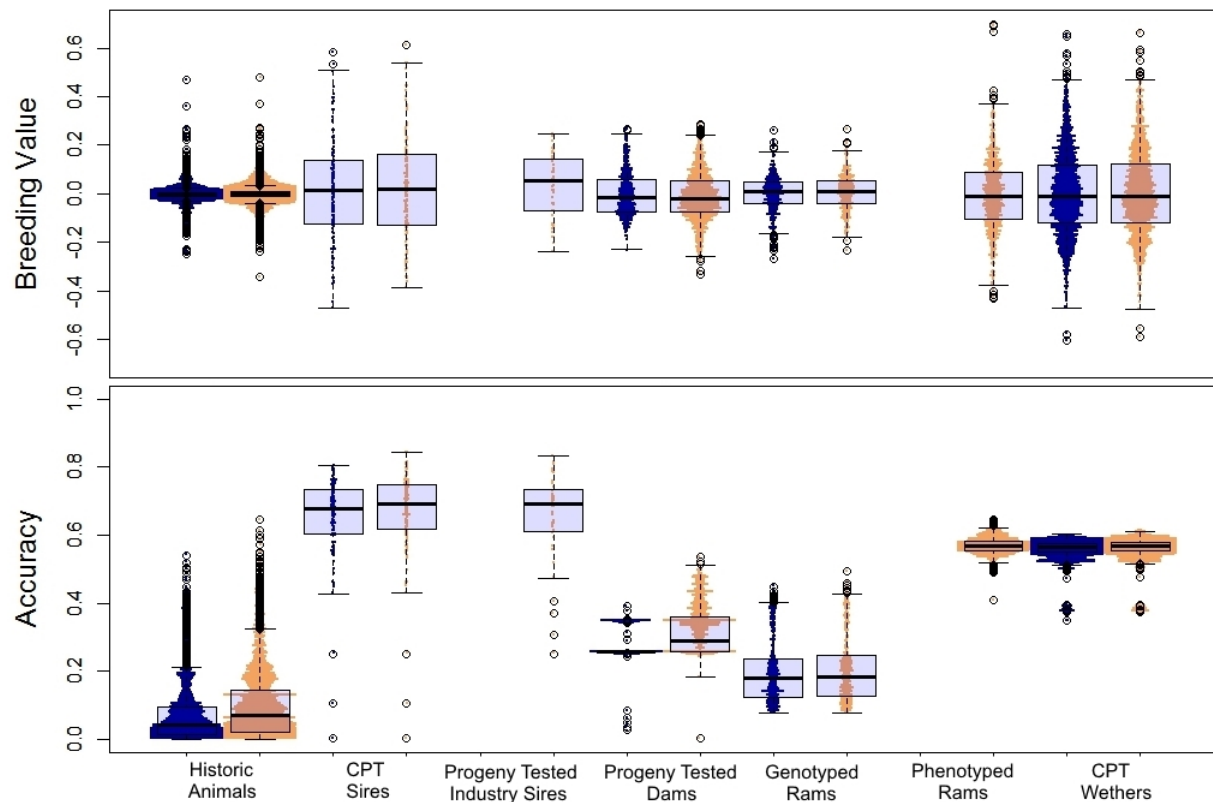 Breeding Value
0.6
0.4
0.2
0.0
-0.2
-0.4
-0.6
Accuracy
1.0
0.8
0.6
0.4
0.2
0.0
Historic
Animals
CPT
Sires
Progeny Tested
Industry Sires
Progeny Tested
Dams
Genotyped
Rams
Phenotyped
Rams
CPT
Wethers